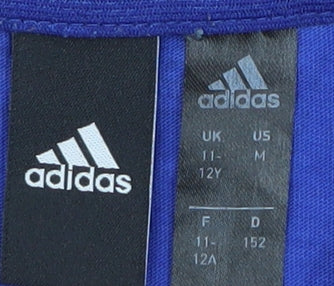 adidas
adidas
UK US
11- M
12Y
F D
11- 152
12A